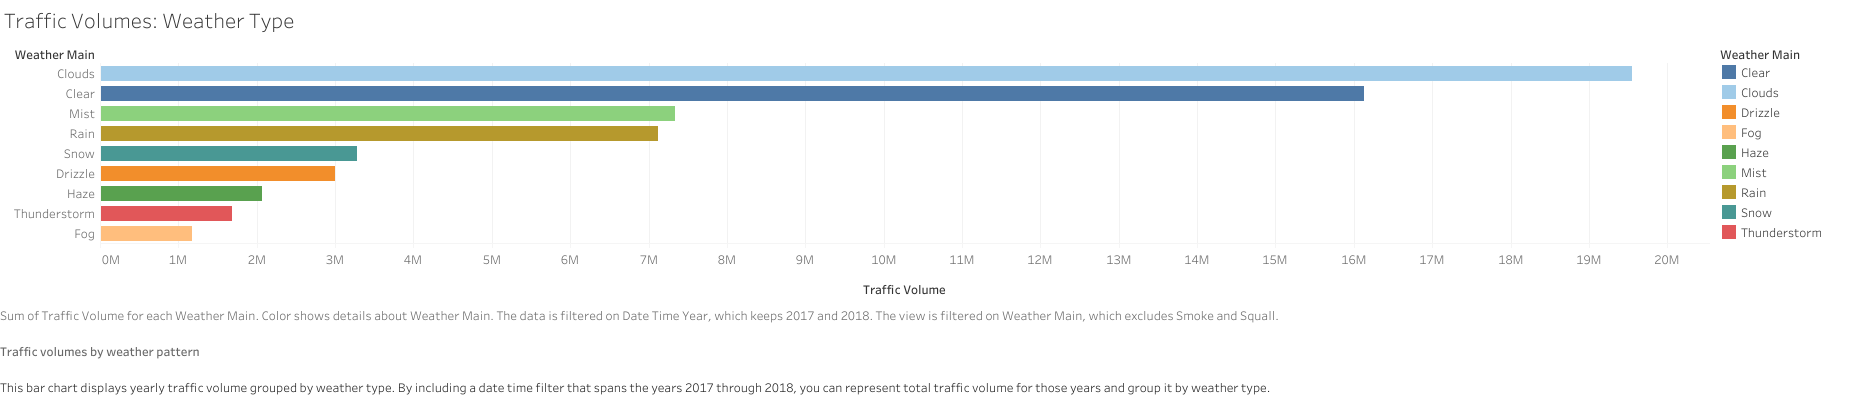 Traffic Volumes: Weather Type
Weather Main
Clouds
Clear
Mist
Rain
Snow
Drizzle
Haze
Thunderstorm
Fog
0M 1M 2M 3M 4M 5M 6M 7M 8M 9M 10M 11M 12M 13M 14M 15M 16M 17M 18M 19M 20M
Traffic Volume
Weather Main
Clear
Clouds
Drizzle
Fog
Haze
Mist
Rain
Snow
Thunderstorm
Sum of Traffic Volume for each Weather Main. Color shows details about Weather Main. The data is filtered on Date Time Year, which keeps 2017 and 2018. The view is filtered on Weather Main, which excludes Smoke and Squall.
Traffic volumes by weather pattern
This bar chart displays yearly traffic volume grouped by weather type. By including a date time filter that spans the years 2017 through 2018, you can represent total traffic volume for those years and group it by weather type.